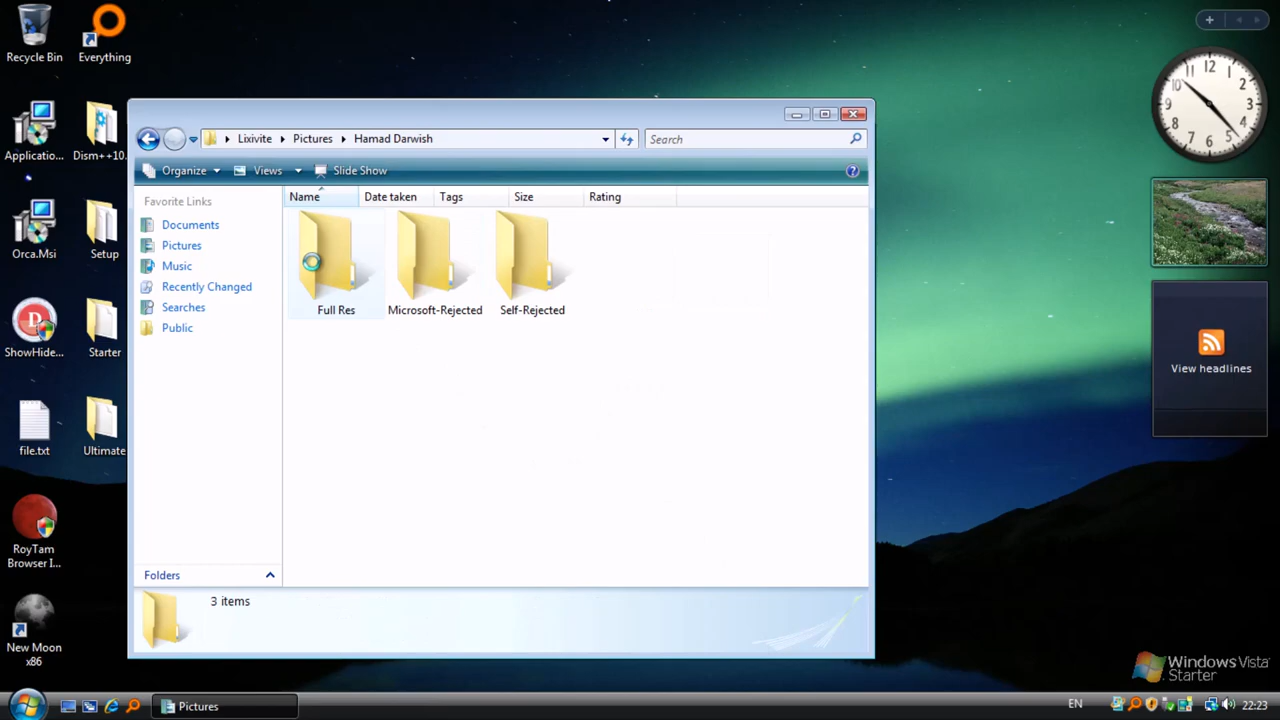 Recycle Bin
Everything
Applicatio...
Dism++10.
Orca.Msi
Setup
ShowHide...
Starter
file.txt
Ultimate
RoyTam
Browser I...
New Moon
x86
Lixivite
Pictures
Hamad Darwish
Search
Organize
Views
Slide Show
Favorite Links
Documents
Pictures
Music
Recently Changed
Searches
Public
Folders
Name
Date taken
Tags
Size
Rating
Full Res
Microsoft-Rejected
Self-Rejected
3 items
12
1
2
3
4
5
6
7
8
9
10
11
View headlines
Windows Vista
Starter
Pictures
EN
22:23